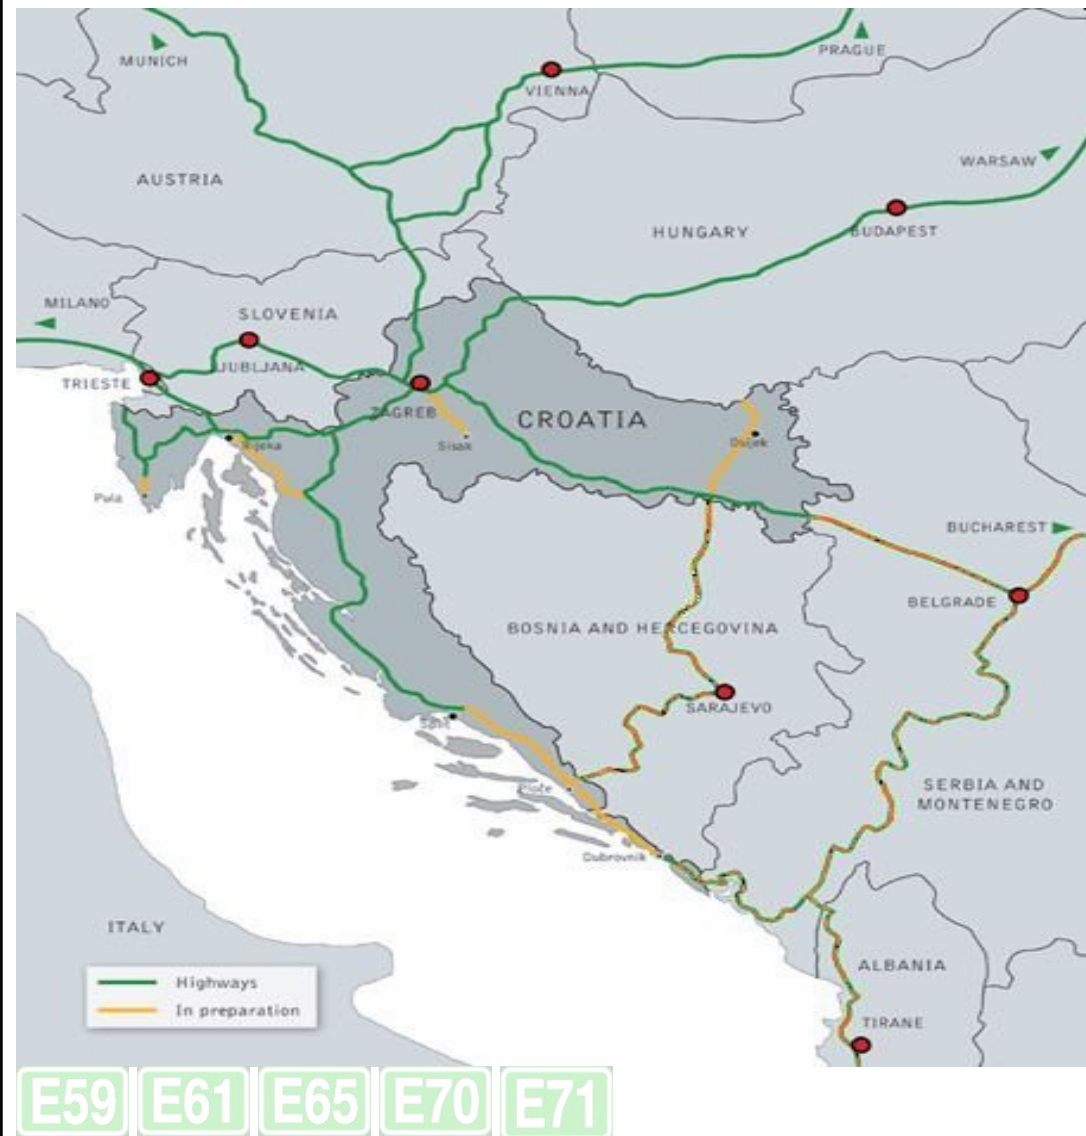 MUNICH
VIENNA
PRAGUE
AUSTRIA
WARSAW
HUNGARY
BUDAPEST
MILANO
SLOVENIA
LJUBLJANA
TRIESTE
ZAGREB
CROATIA
Rijeka
Sisak
Osijek
Pula
BUCHAREST
BELGRADE
BOSNIA AND HERCEGOVINA
SARAJEVO
Split
SERBIA AND
MONTENEGRO
Ploče
Dubrovnik
ITALY
ALBANIA
Highways
In preparation
TIRANE
E59 E61 E65 E70 E71